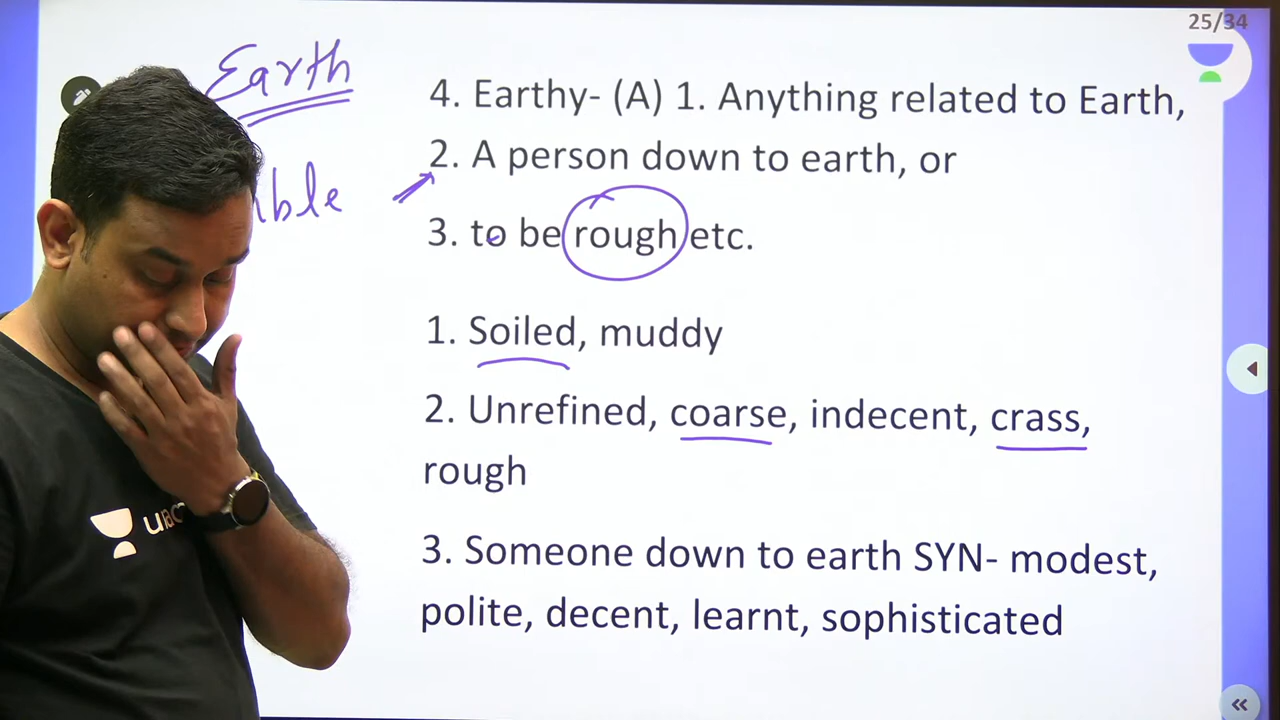 25/34
Earth
4. Earthy- (A) 1. Anything related to Earth,
2. A person down to earth, or
3. to be rough etc.
1. Soiled, muddy
2. Unrefined, coarse, indecent, crass,
rough
3. Someone down to earth SYN- modest,
polite, decent, learnt, sophisticated